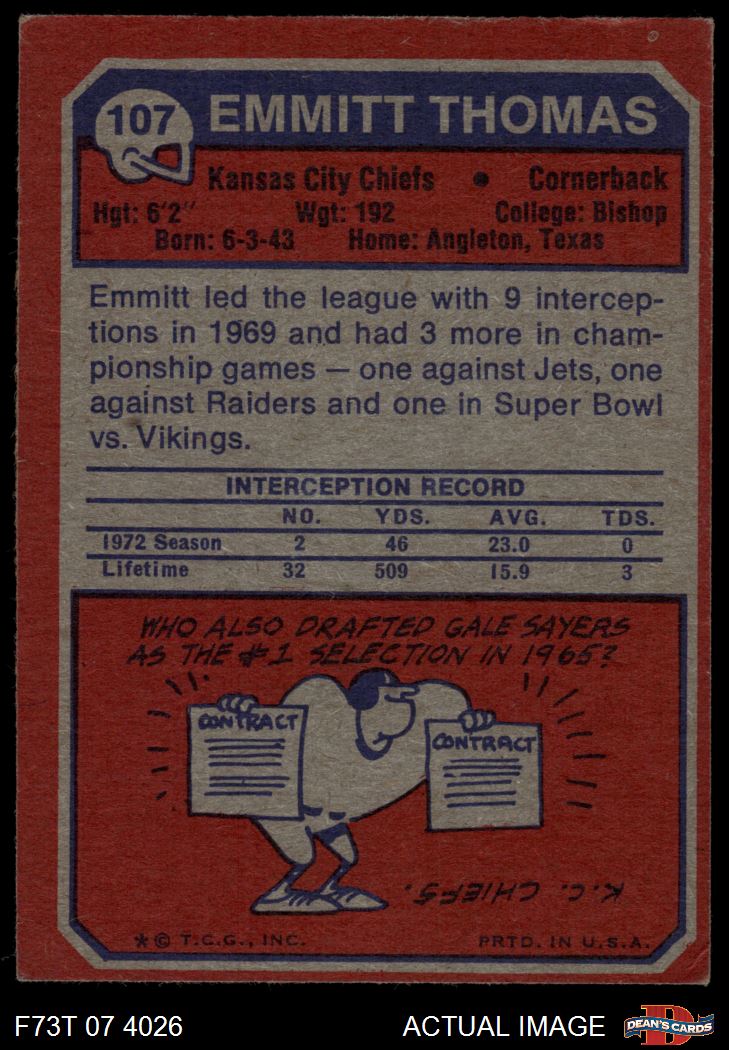 107
EMMITT THOMAS
Kansas City Chiefs • Cornerback
Hgt: 6'2" Wgt: 192 College: Bishop
Born: 6-3-43 Home: Angleton, Texas
Emmitt led the league with 9 intercep-
tions in 1969 and had 3 more in cham-
pionship games — one against Jets, one
against Raiders and one in Super Bowl
vs. Vikings.
INTERCEPTION RECORD
NO. YDS. AVG. TDS.
1972 Season 2 46 23.0 0
Lifetime 32 509 15.9 3
WHO ALSO DRAFTED GALE SAYERS
AS THE #1 SELECTION IN 1965?
CONTRACT
CONTRACT
K.C. CHIEFS.
* © T.C.G., INC. PRTD. IN U.S.A.
F73T 07 4026 ACTUAL IMAGE
D
DEAN'S CARDS